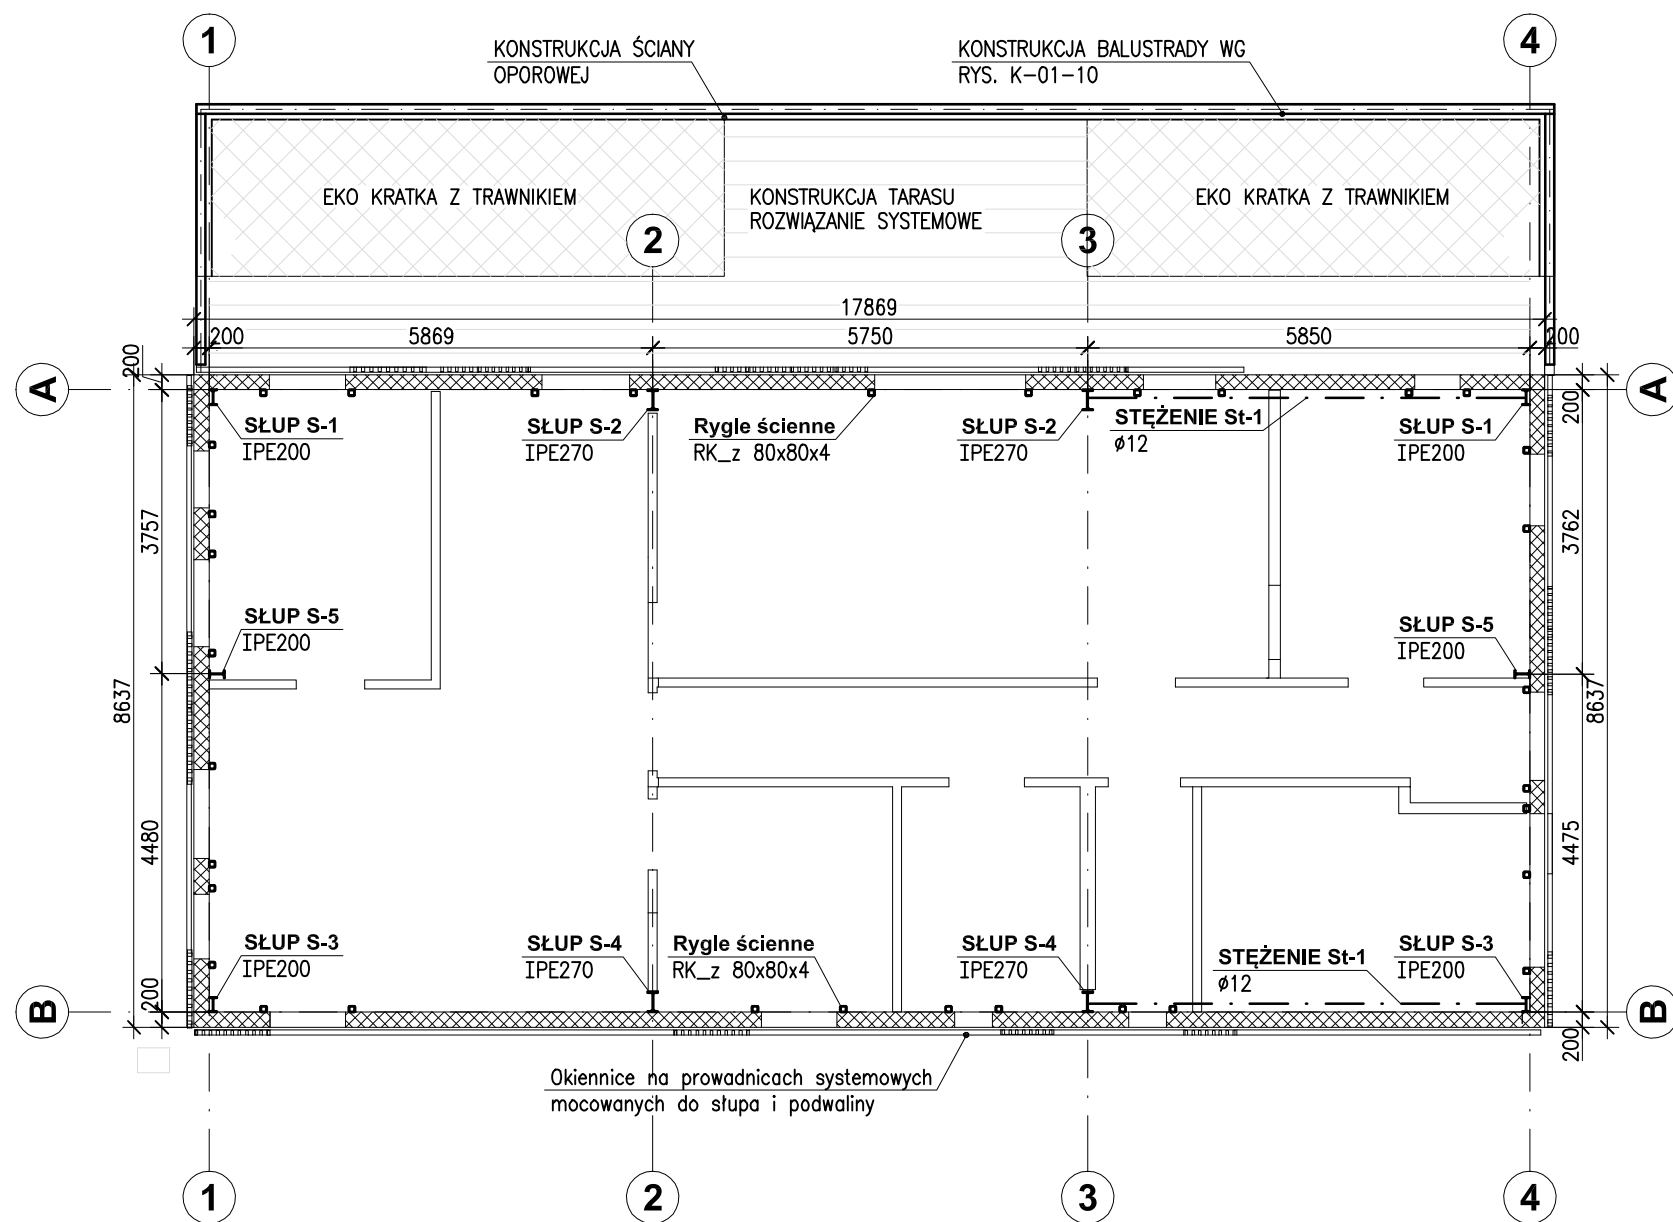 1
4
KONSTRUKCJA ŚCIANY
OPOROWEJ
KONSTRUKCJA BALUSTRADY WG
RYS. K-01-10
EKO KRATKA Z TRAWNIKIEM
KONSTRUKCJA TARASU
ROZWIĄZANIE SYSTEMOWE
EKO KRATKA Z TRAWNIKIEM
2
3
17869
200
5869
5750
5850
200
200
A
A
200
SŁUP S-1
IPE200
SŁUP S-2
IPE270
Rygle ścienne
RK_z 80x80x4
SŁUP S-2
IPE270
STĘŻENIE St-1
ø12
SŁUP S-1
IPE200
3757
3762
SŁUP S-5
IPE200
SŁUP S-5
IPE200
8637
8637
4480
4475
SŁUP S-3
IPE200
SŁUP S-4
IPE270
Rygle ścienne
RK_z 80x80x4
SŁUP S-4
IPE270
STĘŻENIE St-1
ø12
SŁUP S-3
IPE200
200
B
B
200
Okiennice na prowadnicach systemowych
mocowanych do słupa i podwaliny
1
2
3
4